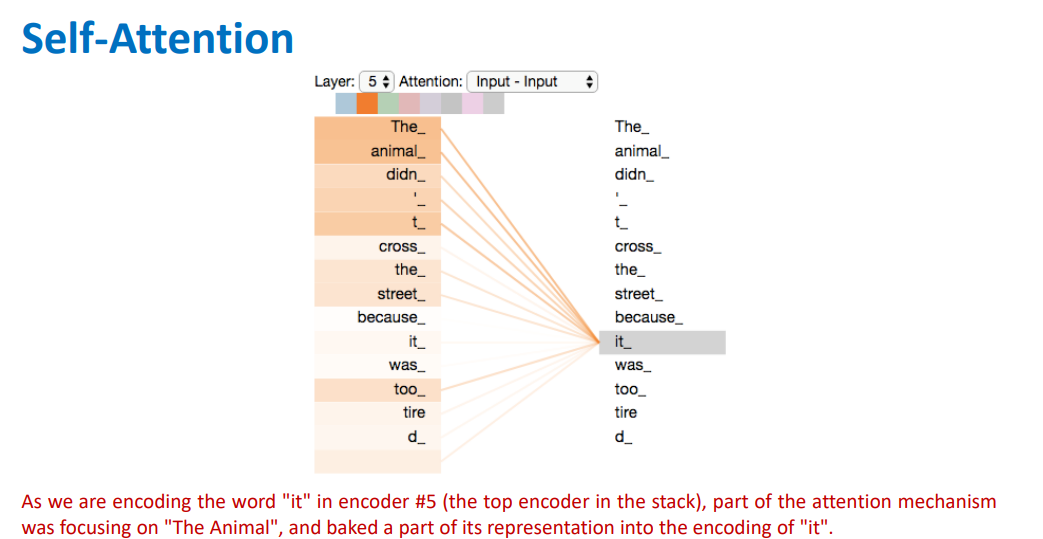 Self-Attention
Layer: 5 Attention: Input - Input
The_ The_
animal_ animal_
didn_ didn_
'_ '_
t_ t_
cross_ cross_
the_ the_
street_ street_
because_ because_
it_ it_
was_ was_
too_ too_
tire tire
d_ d_
As we are encoding the word "it" in encoder #5 (the top encoder in the stack), part of the attention mechanism
was focusing on "The Animal", and baked a part of its representation into the encoding of "it".